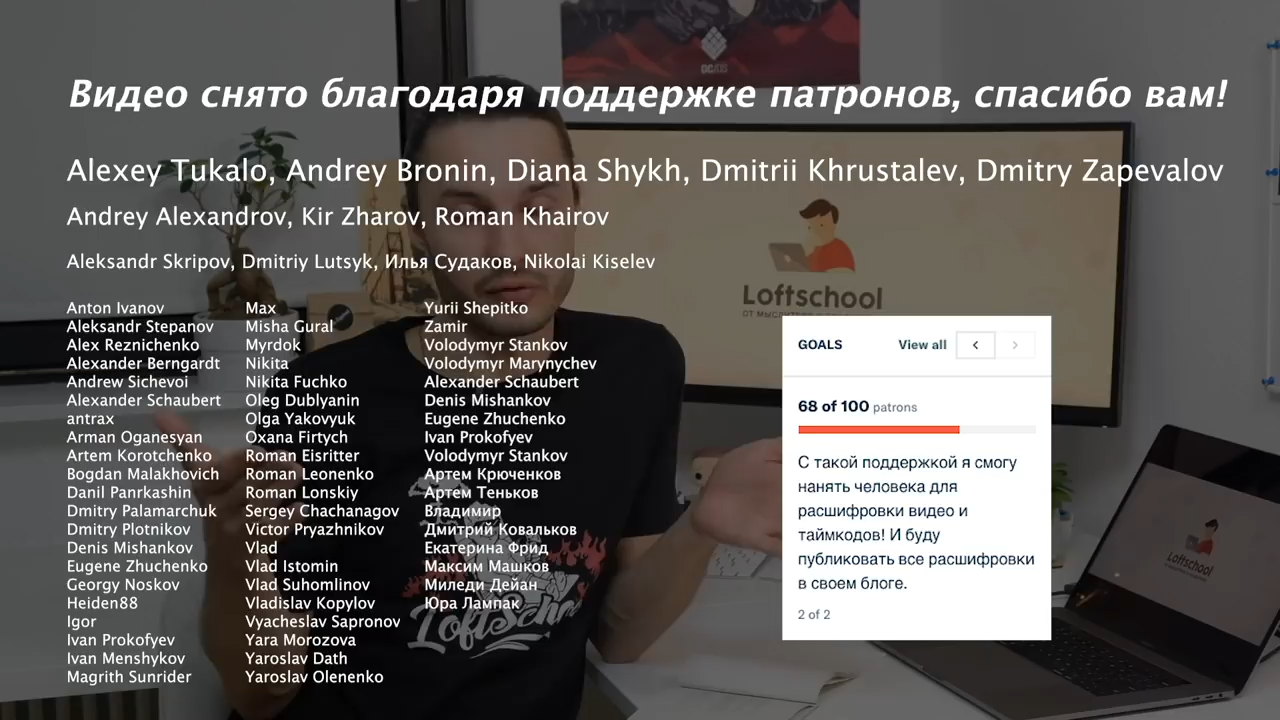 Видео снято благодаря поддержке патронов, спасибо вам!
Alexey Tukalo, Andrey Bronin, Diana Shykh, Dmitrii Khrustalev, Dmitry Zapevalov
Andrey Alexandrov, Kir Zharov, Roman Khairov
Aleksandr Skripov, Dmitriy Lutsyk, Илья Судаков, Nikolai Kiselev
Anton Ivanov
Aleksandr Stepanov
Alex Reznichenko
Alexander Berngardt
Andrew Sichevoi
Alexander Schaubert
antrax
Arman Oganesyan
Artem Korotchenko
Bogdan Malakhovich
Danil Panrkashin
Dmitry Palamarchuk
Dmitry Plotnikov
Denis Mishankov
Eugene Zhuchenko
Georgy Noskov
Heiden88
Igor
Ivan Prokofyev
Ivan Menshykov
Magrith Sunrider
Max
Misha Gural
Myrdok
Nikita
Nikita Fuchko
Oleg Dublyanin
Olga Yakovyuk
Oxana Firtych
Roman Eisritter
Roman Leonenko
Roman Lonskiy
Sergey Chachanagov
Victor Pryazhnikov
Vlad
Vlad Istomin
Vlad Suhomlinov
Vladislav Kopylov
Vyacheslav Sapronov
Yara Morozova
Yaroslav Dath
Yaroslav Olenenko
Yurii Shepitko
Zamir
Volodymyr Stankov
Volodymyr Marynychev
Alexander Schaubert
Denis Mishankov
Eugene Zhuchenko
Ivan Prokofyev
Volodymyr Stankov
Артем Крюченков
Артем Теньков
Владимир
Дмитрий Ковальков
Екатерина Фрид
Максим Машков
Миледи Дейан
Юра Лампак
Loftschool
GOALS View all
68 of 100 patrons
С такой поддержкой я смогу
нанять человека для
расшифровки видео и
таймкодов! И буду
публиковать все расшифровки
в своем блоге.
2 of 2
LoftSchool
Loftschool